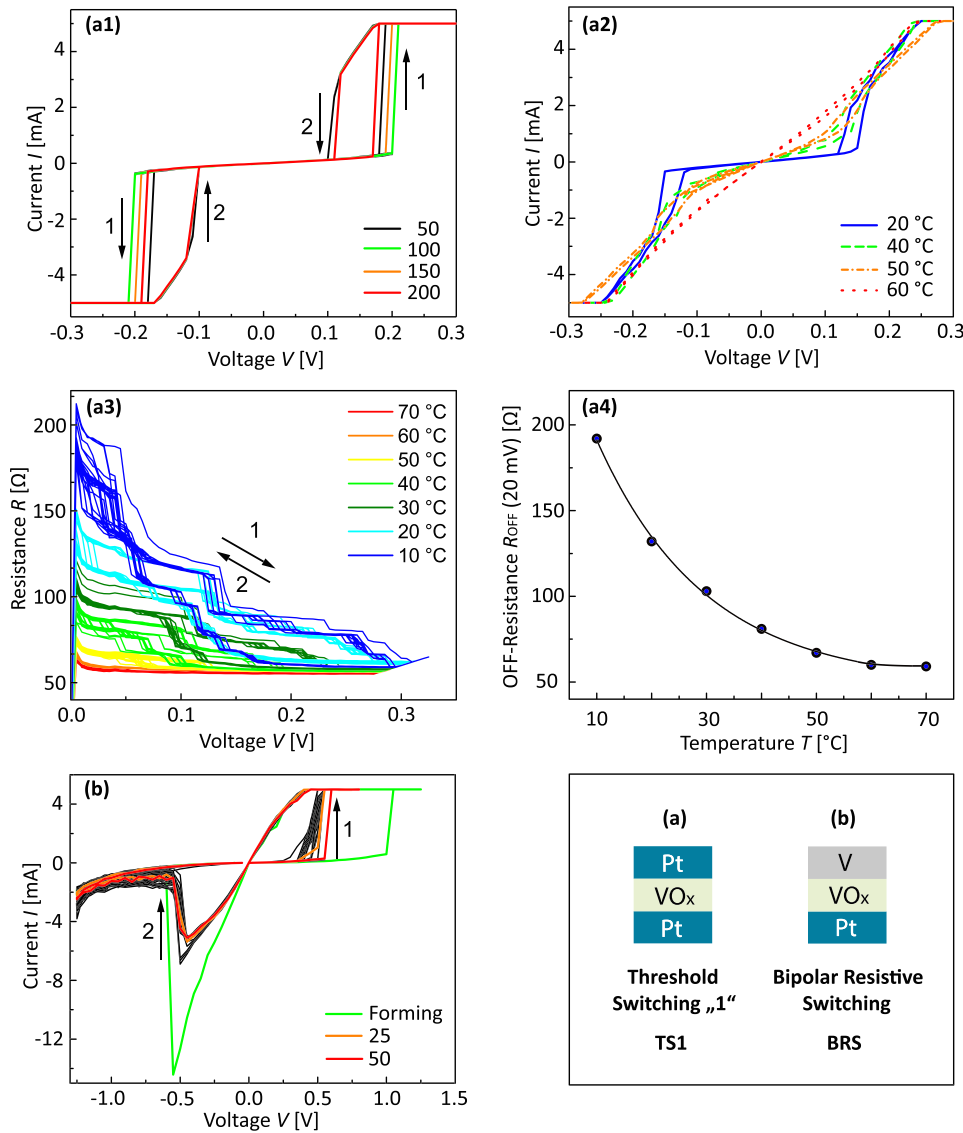 (a1)
Current I [mA]
4
2
0
-2
-4
1
2
1
2
50
100
150
200
-0.3
-0.2
-0.1
0.0
0.1
0.2
0.3
Voltage V [V]
(a2)
Current I [mA]
4
2
0
-2
-4
20 °C
40 °C
50 °C
60 °C
-0.3
-0.2
-0.1
0.0
0.1
0.2
0.3
Voltage V [V]
(a3)
Resistance R [Ω]
200
150
100
50
70 °C
60 °C
50 °C
40 °C
30 °C
20 °C
10 °C
1
2
0.0
0.1
0.2
0.3
Voltage V [V]
(a4)
OFF-Resistance ROFF (20 mV) [Ω]
200
150
100
50
10
30
50
70
Temperature T [°C]
(b)
Current I [mA]
4
0
-4
-8
-12
1
2
Forming
25
50
-1.0
-0.5
0.0
0.5
1.0
1.5
Voltage V [V]
(a)
Pt
VOx
Pt
Threshold
Switching „1“
TS1
(b)
V
VOx
Pt
Bipolar Resistive
Switching
BRS